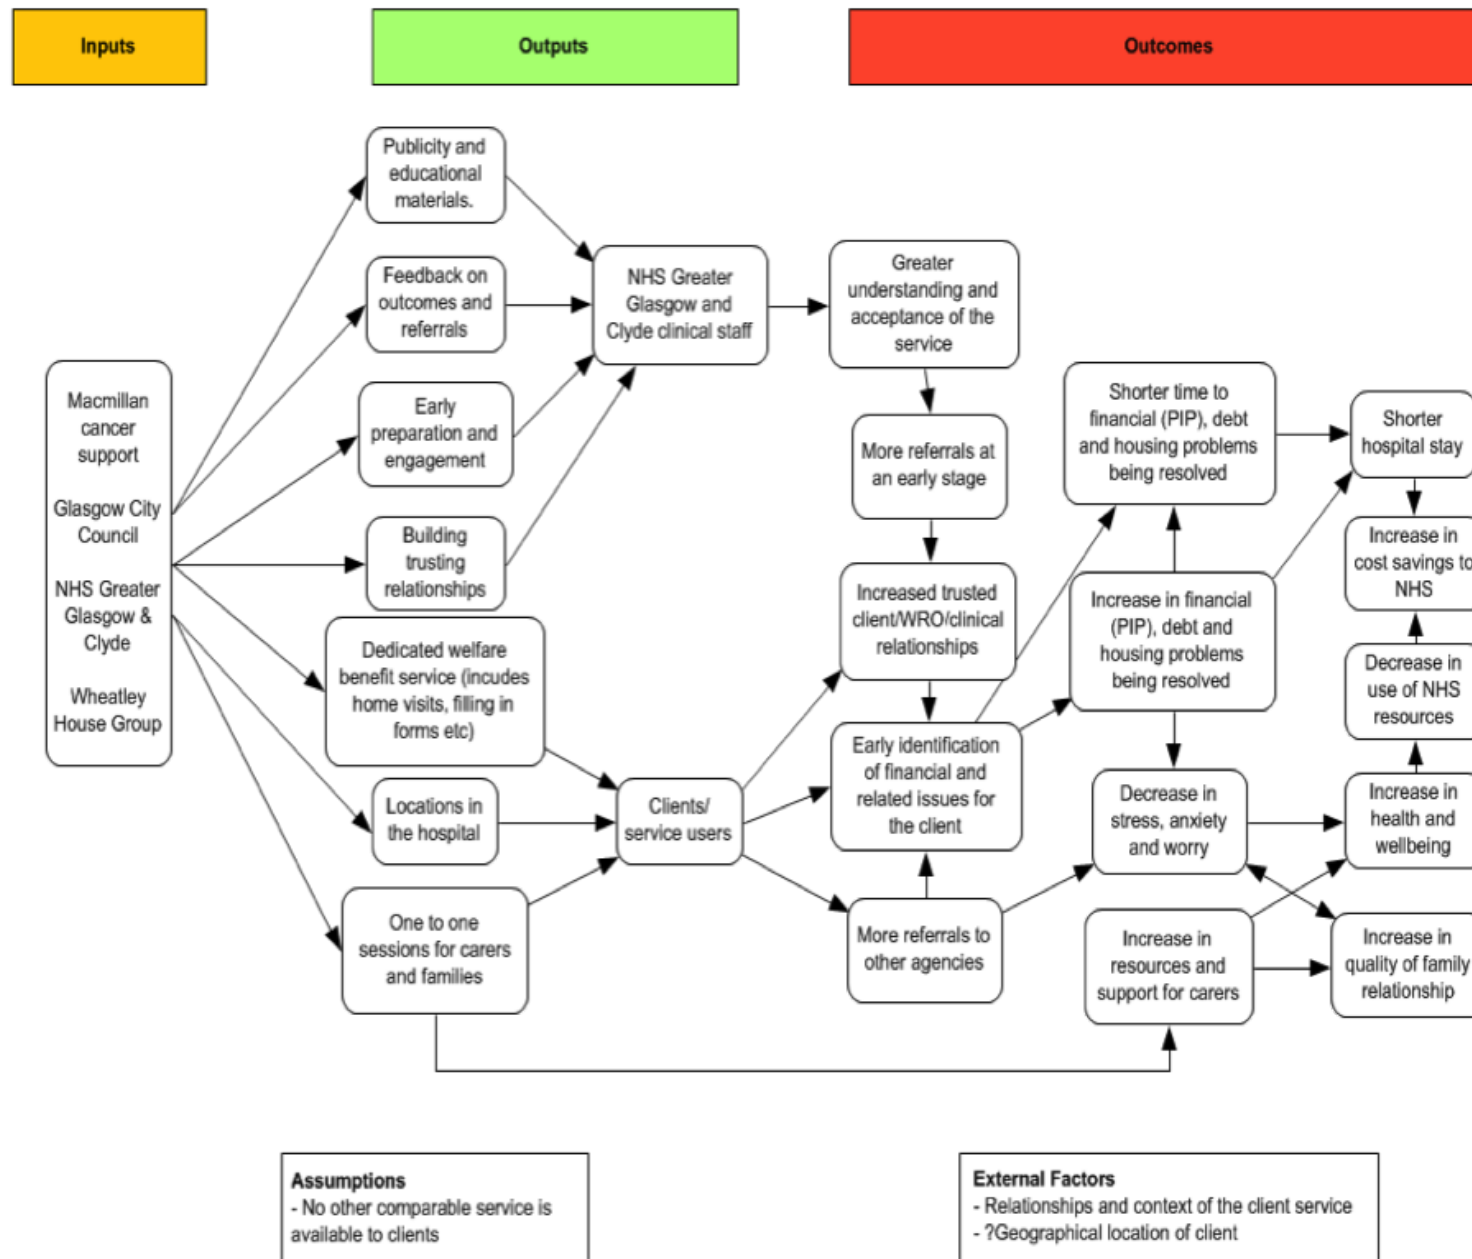 Inputs
Outputs
Outcomes
Macmillan
cancer
support
Glasgow City
Council
NHS Greater
Glasgow &
Clyde
Wheatley
House Group
Publicity and
educational
materials.
Feedback on
outcomes and
referrals
Early
preparation and
engagement
Building
trusting
relationships
Dedicated welfare
benefit service (incudes
home visits, filling in
forms etc)
Locations in
the hospital
One to one
sessions for carers
and families
NHS Greater
Glasgow and
Clyde clinical staff
Clients/
service users
Greater
understanding and
acceptance of the
service
More referrals at
an early stage
Increased trusted
client/WRO/clinical
relationships
Early identification
of financial and
related issues for
the client
More referrals to
other agencies
Shorter time to
financial (PIP), debt
and housing problems
being resolved
Increase in financial
(PIP), debt and
housing problems
being resolved
Decrease in
stress, anxiety
and worry
Increase in
resources and
support for carers
Shorter
hospital stay
Increase in
cost savings to
NHS
Decrease in
use of NHS
resources
Increase in
health and
wellbeing
Increase in
quality of family
relationship
Assumptions
- No other comparable service is
available to clients
External Factors
- Relationships and context of the client service
- ?Geographical location of client